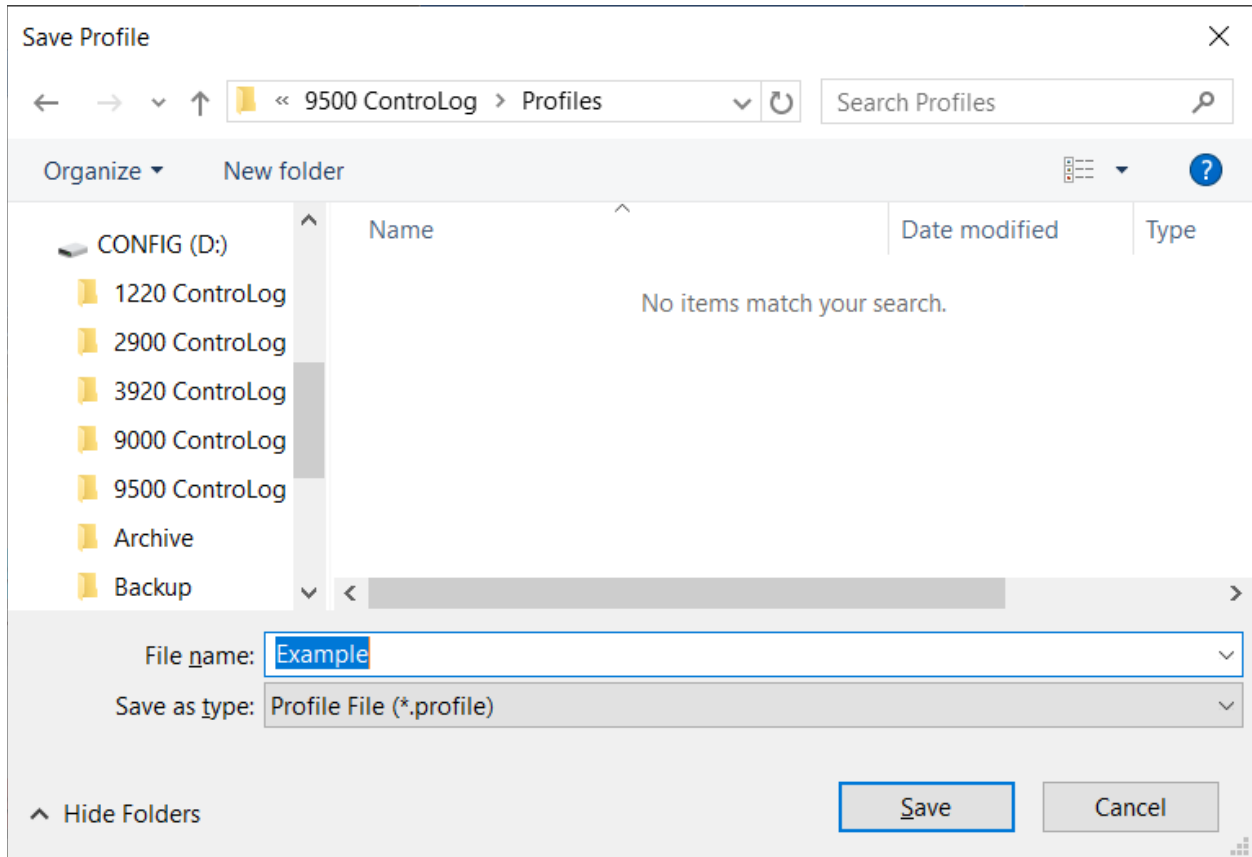 Save Profile
« 9500 ControLog > Profiles
Search Profiles
Organize
New folder
?
Name
Date modified
Type
No items match your search.
CONFIG (D:)
1220 ControLog
2900 ControLog
3920 ControLog
9000 ControLog
9500 ControLog
Archive
Backup
File name: Example
Save as type: Profile File (*.profile)
Hide Folders
Save
Cancel